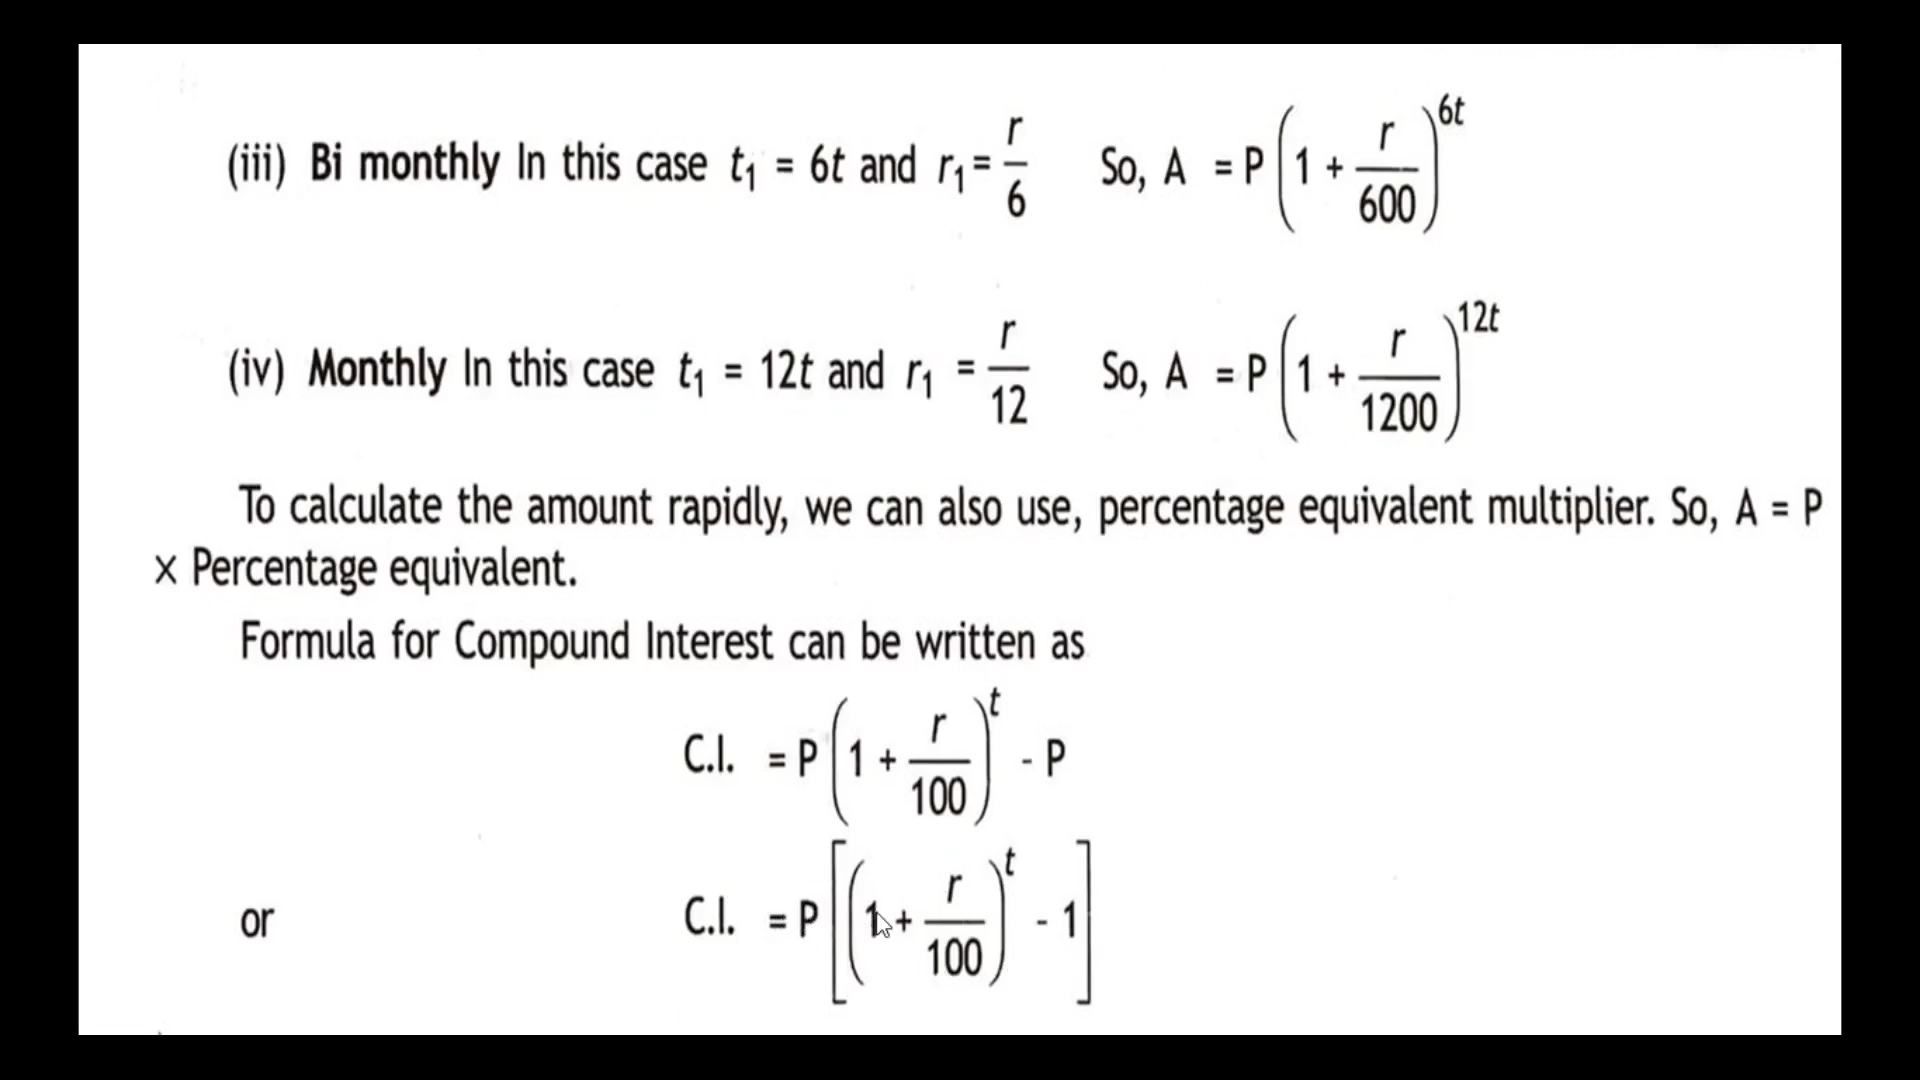 (iii) Bi monthly In this case t₁ = 6t and r₁ = r/6 So, A = P(1 + r/600)^6t
(iv) Monthly In this case t₁ = 12t and r₁ = r/12 So, A = P(1 + r/1200)^12t
To calculate the amount rapidly, we can also use, percentage equivalent multiplier. So, A = P
× Percentage equivalent.
Formula for Compound Interest can be written as
C.I. = P(1 + r/100)^t - P
or C.I. = P[(1 + r/100)^t - 1]